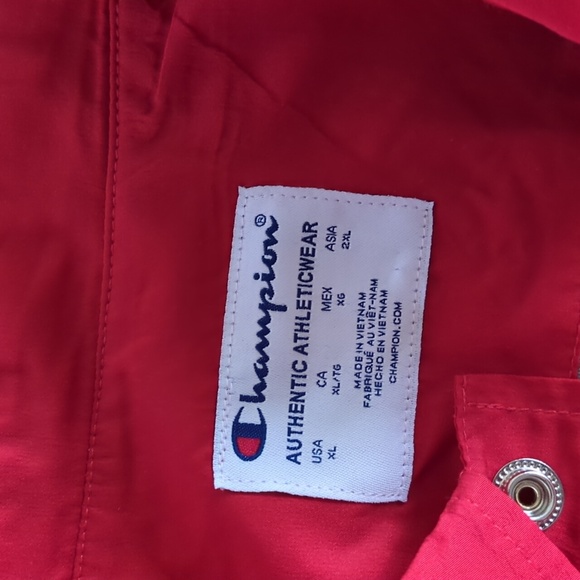 Champion®
AUTHENTIC ATHLETICWEAR
USA CA MEX ASIA
XL XL/TG XG 2XL
MADE IN VIETNAM
FABRIQUÉ AU VIÊT-NAM
HECHO EN VIETNAM
CHAMPION.COM